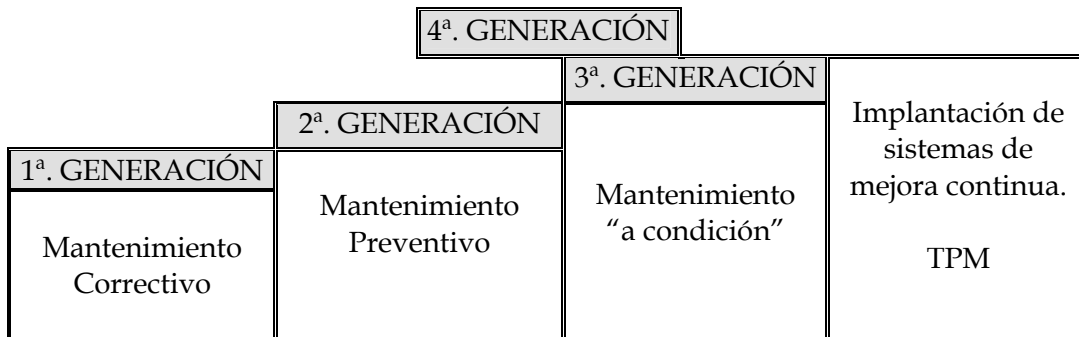 1ª. GENERACIÓN
Mantenimiento
Correctivo
2ª. GENERACIÓN
Mantenimiento
Preventivo
3ª. GENERACIÓN
Mantenimiento
“a condición”
4ª. GENERACIÓN
Implantación de
sistemas de
mejora continua.
TPM